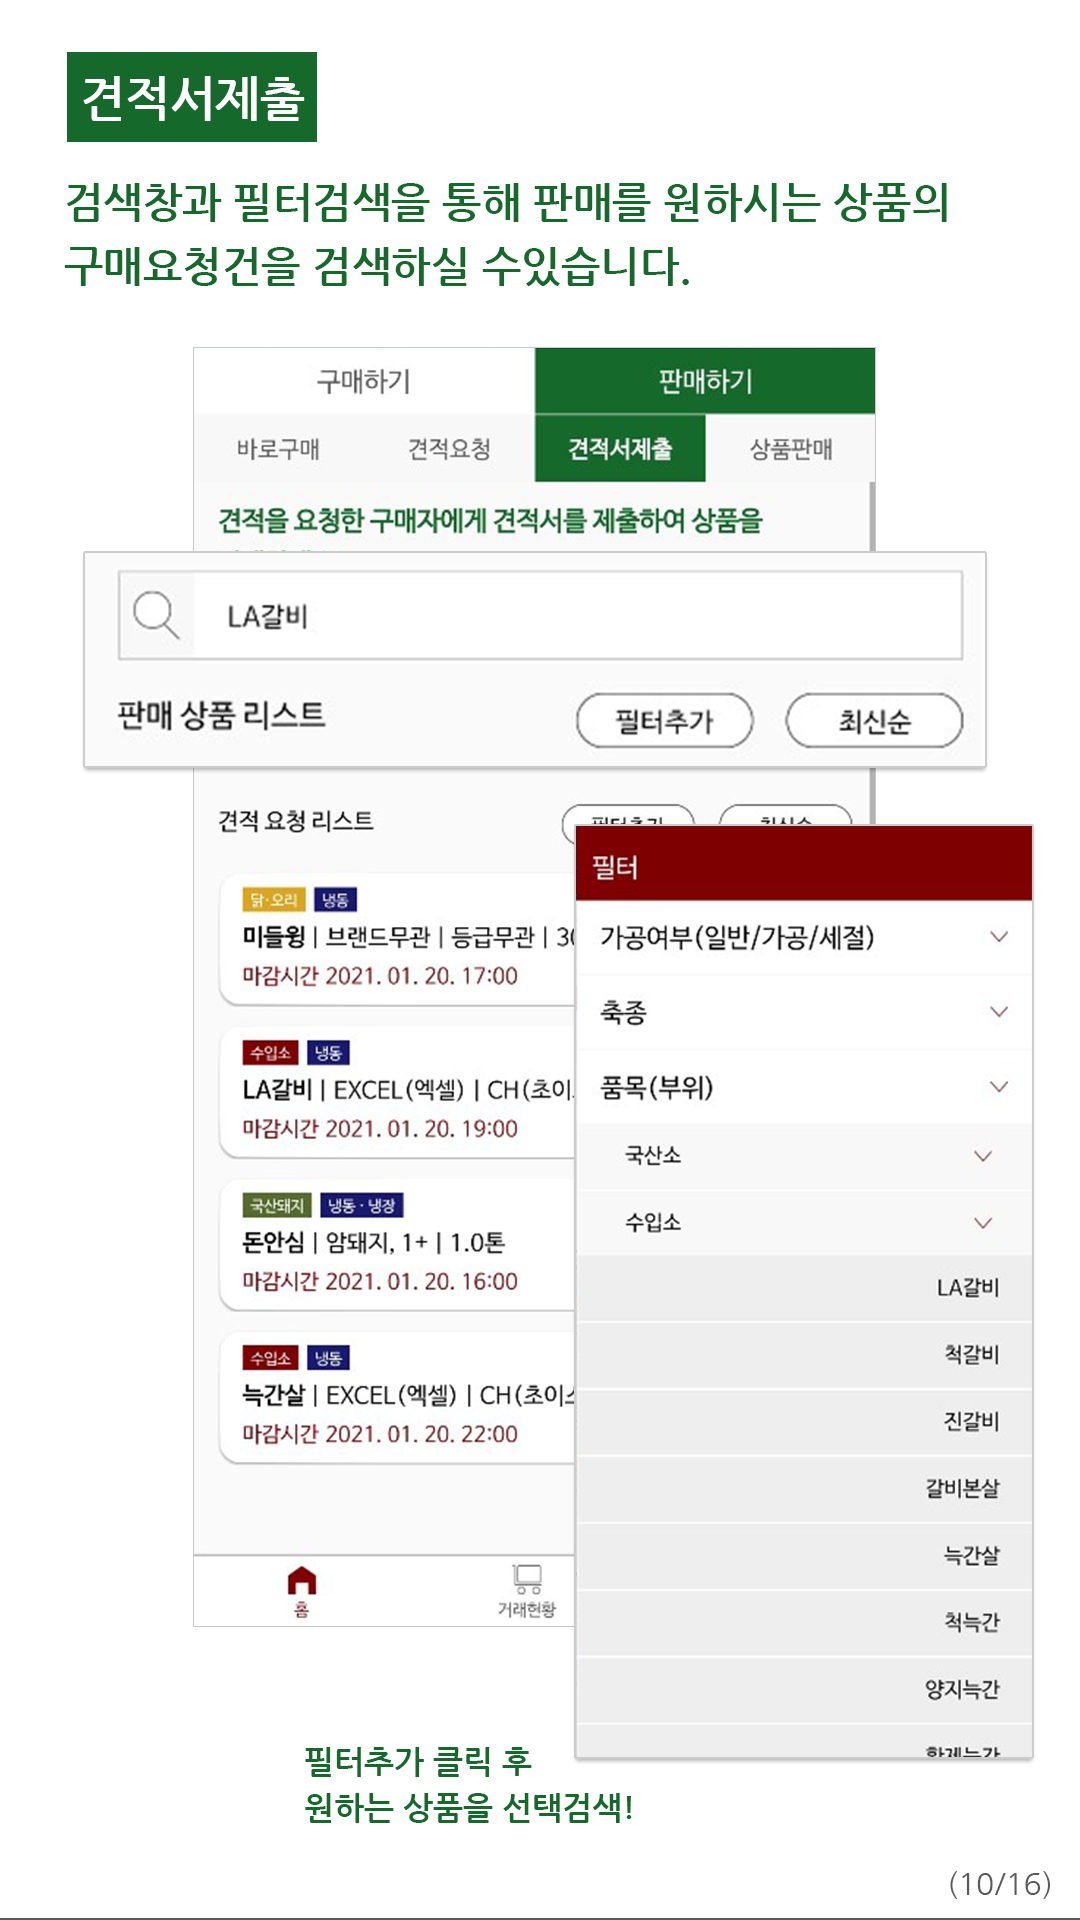 견적서제출
검색창과 필터검색을 통해 판매를 원하시는 상품의
구매요청건을 검색하실 수있습니다.
구매하기 판매하기
바로구매 견적요청 견적서제출 상품판매
견적을 요청한 구매자에게 견적서를 제출하여 상품을
LA갈비
판매 상품 리스트 필터추가 최신순
견적 요청 리스트 필터추가 최신순
닭·오리 냉동
미들윙 | 브랜드무관 | 등급무관 |
마감시간 2021. 01. 20. 17:00
수입소 냉동
LA갈비 | EXCEL(엑셀) | CH(초이
마감시간 2021. 01. 20. 19:00
국산돼지 냉동 · 냉장
돈안심 | 암돼지, 1+ | 1.0톤
마감시간 2021. 01. 20. 16:00
수입소 냉동
늑간살 | EXCEL(엑셀) | CH(초이스
마감시간 2021. 01. 20. 22:00
홈 거래현황
필터
가공여부(일반/가공/세절)
축종
품목(부위)
국산소
수입소
LA갈비
척갈비
진갈비
갈비본살
늑간살
척늑간
양지늑간
필터추가 클릭 후
원하는 상품을 선택검색!
(10/16)